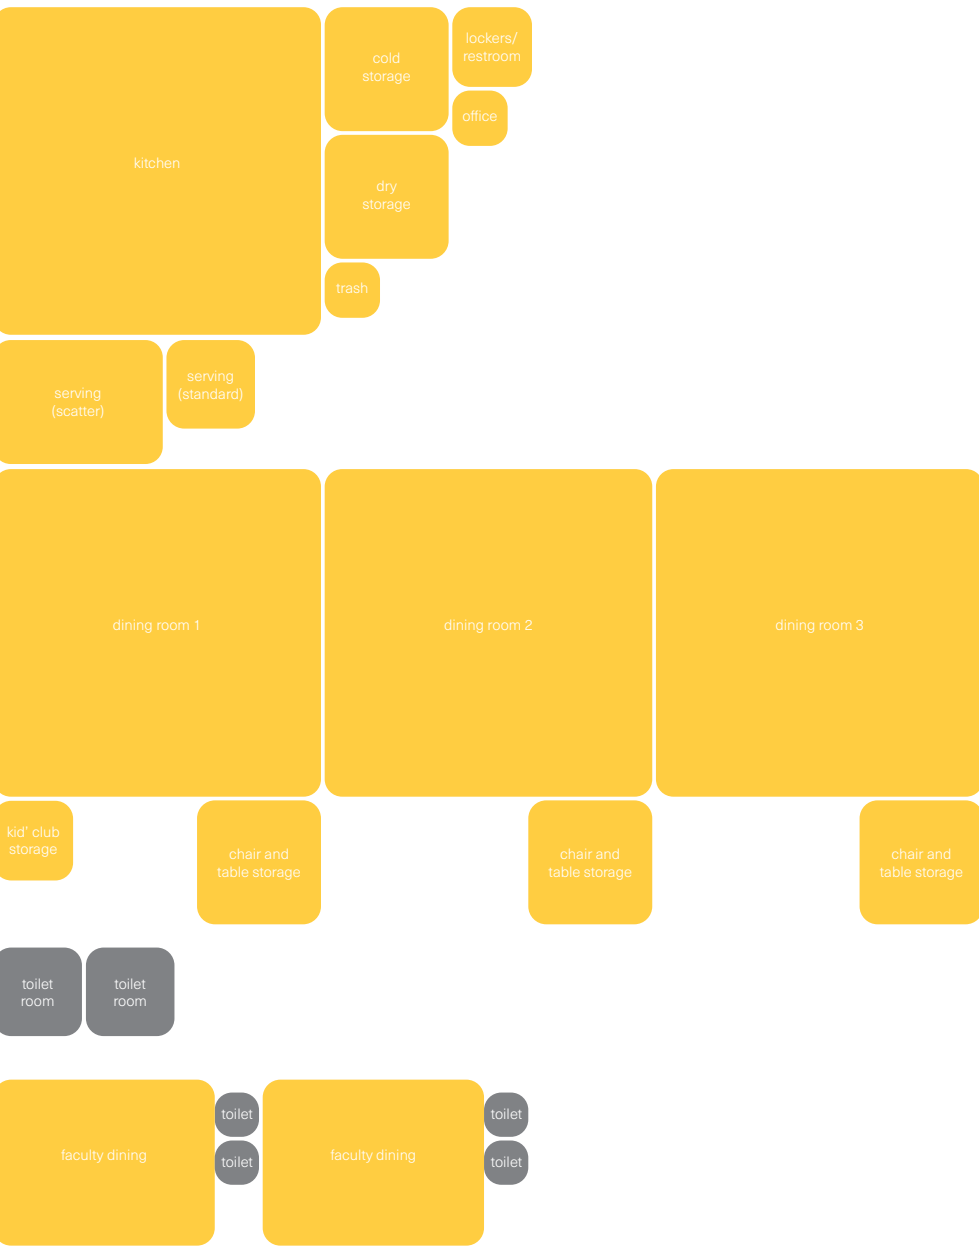 kitchen
cold
storage
lockers/
restroom
office
dry
storage
trash
serving
(scatter)
serving
(standard)
dining room 1
dining room 2
dining room 3
kid' club
storage
chair and
table storage
chair and
table storage
chair and
table storage
toilet
room
toilet
room
faculty dining
toilet
toilet
faculty dining
toilet
toilet